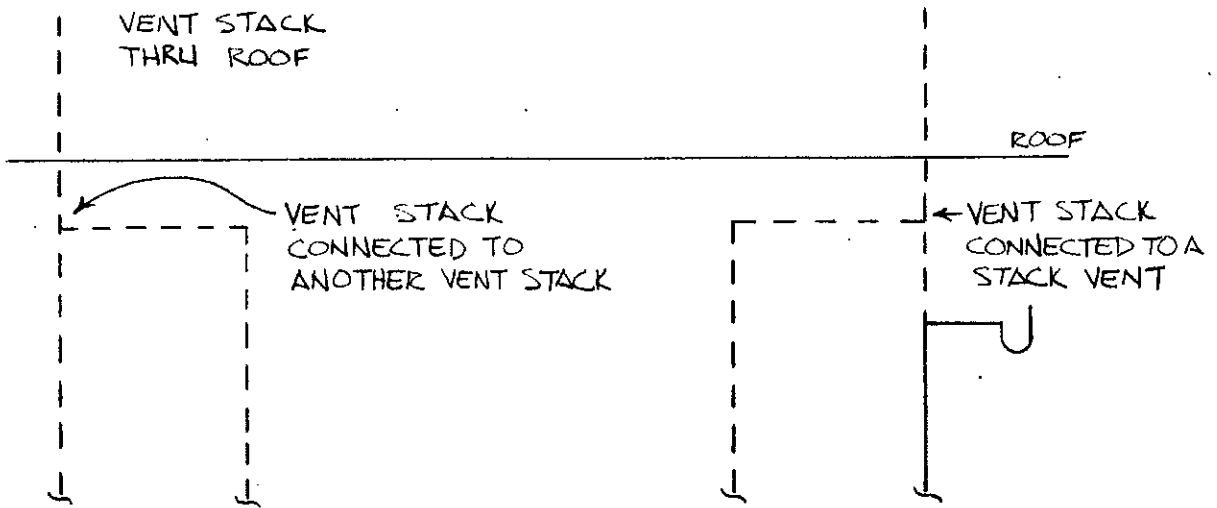 VENT STACK
THRU ROOF
ROOF
VENT STACK
CONNECTED TO
ANOTHER VENT STACK
VENT STACK
CONNECTED TO A
STACK VENT